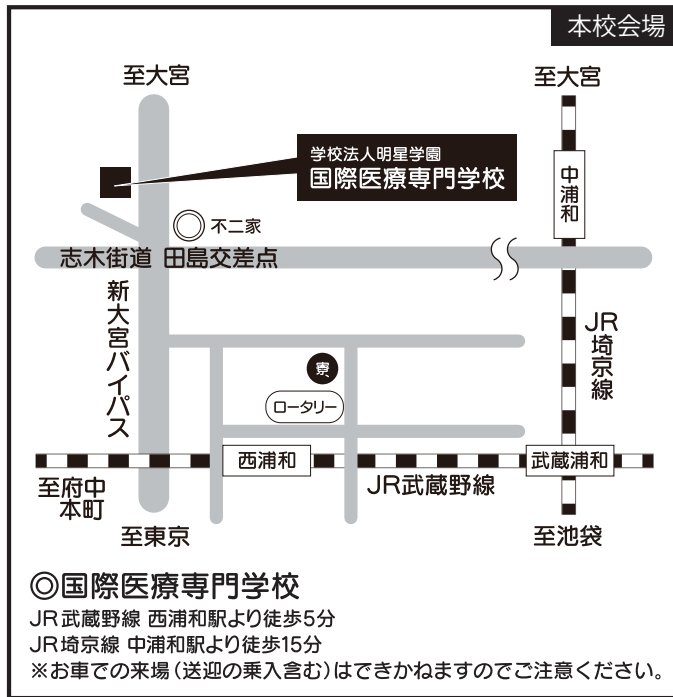 本校会場
至大宮
至大宮
学校法人明星学園
国際医療専門学校
中浦和
不二家
志木街道 田島交差点
新大宮バイパス
JR埼京線
寮
ロータリー
西浦和
武蔵浦和
至府中
本町
JR武蔵野線
至東京
至池袋
◎国際医療専門学校
JR武蔵野線 西浦和駅より徒歩5分
JR埼京線 中浦和駅より徒歩15分
※お車での来場(送迎の乗入含む)はできかねますのでご注意ください。